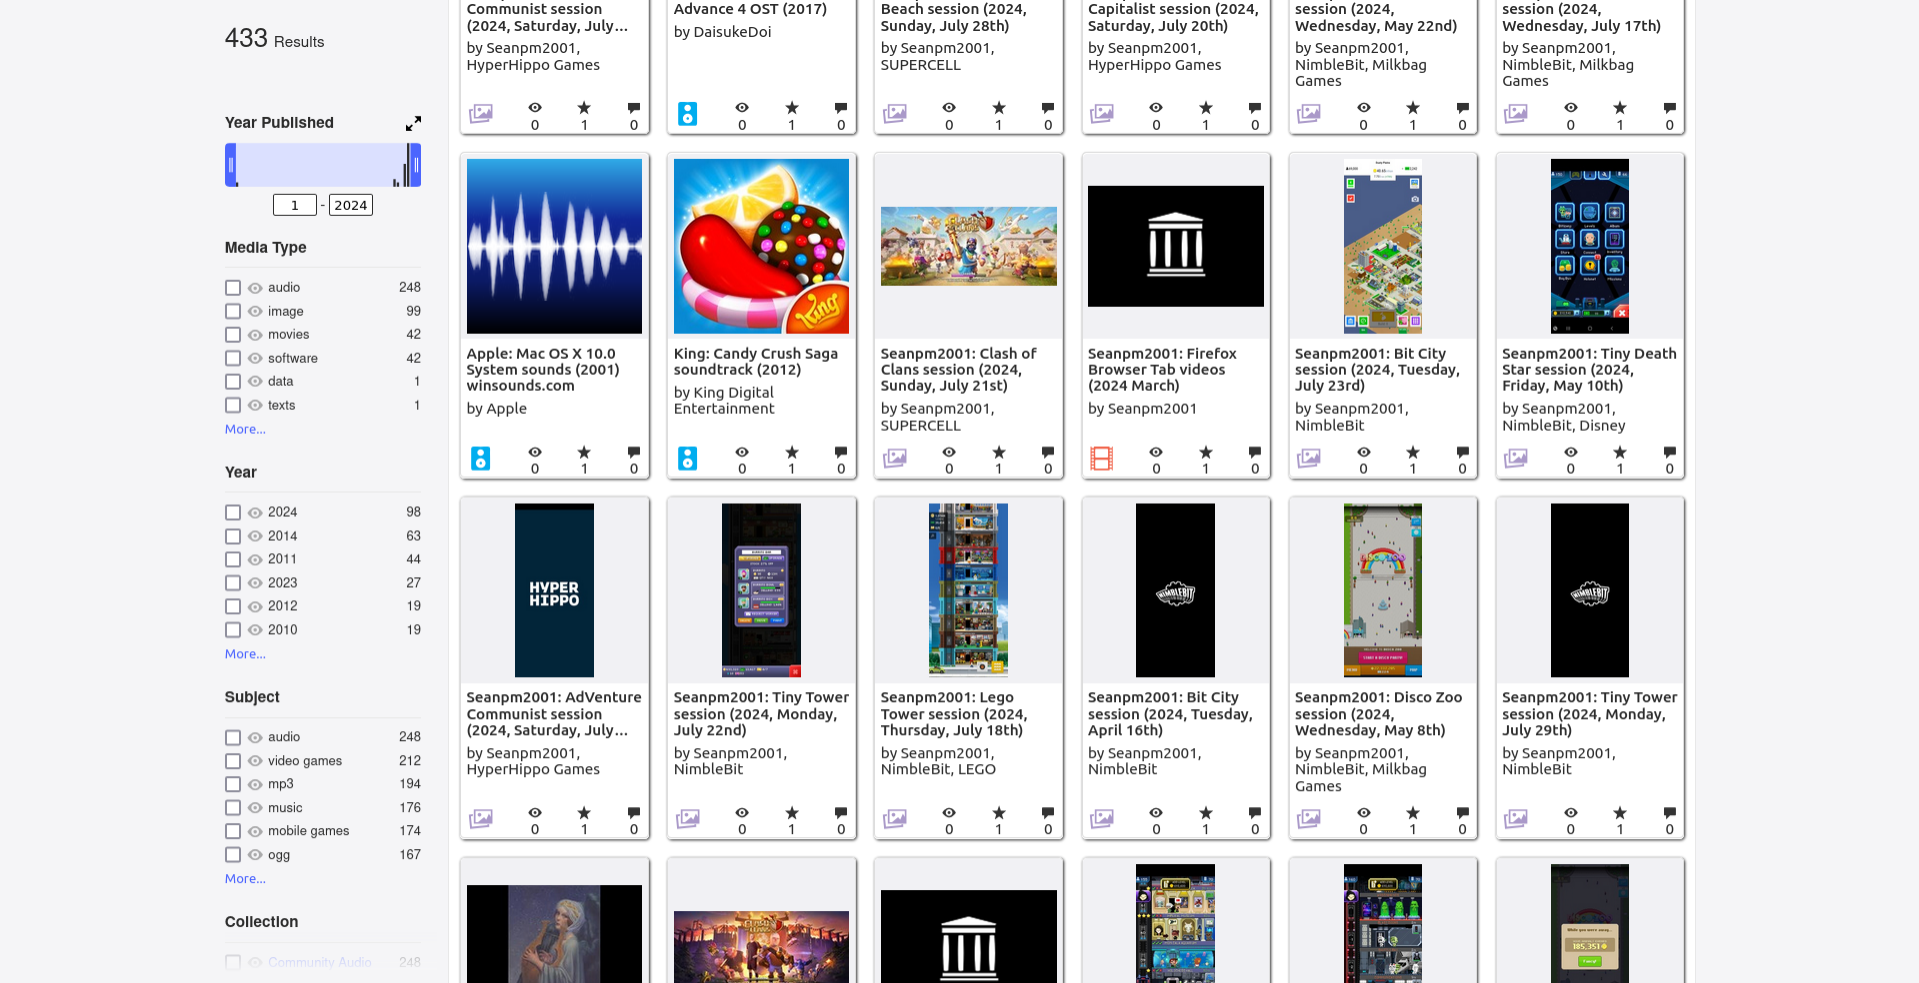 433 Results
Year Published
1 - 2024
Media Type
audio 248
image 99
movies 42
software 42
data 1
texts 1
More...
Year
2024 98
2014 63
2011 44
2023 27
2012 19
2010 19
More...
Subject
audio 248
video games 212
mp3 194
music 176
mobile games 174
ogg 167
More...
Collection
Community Audio 248
Communist session
(2024, Saturday, July...
by Seanpm2001,
HyperHippo Games
0 1 0
Advance 4 OST (2017)
by DaisukeDoi
0 1 0
Beach session (2024,
Sunday, July 28th)
by Seanpm2001,
SUPERCELL
0 1 0
Capitalist session (2024,
Saturday, July 20th)
by Seanpm2001,
HyperHippo Games
0 1 0
session (2024,
Wednesday, May 22nd)
by Seanpm2001,
NimbleBit, Milkbag
Games
0 1 0
session (2024,
Wednesday, July 17th)
by Seanpm2001,
NimbleBit, Milkbag
Games
0 1 0
Apple: Mac OS X 10.0
System sounds (2001)
winsounds.com
by Apple
0 1 0
King
King: Candy Crush Saga
soundtrack (2012)
by King Digital
Entertainment
0 1 0
Seanpm2001: Clash of
Clans session (2024,
Sunday, July 21st)
by Seanpm2001,
SUPERCELL
0 1 0
Seanpm2001: Firefox
Browser Tab videos
(2024 March)
by Seanpm2001
0 1 0
Seanpm2001: Bit City
session (2024, Tuesday,
July 23rd)
by Seanpm2001,
NimbleBit
0 1 0
Seanpm2001: Tiny Death
Star session (2024,
Friday, May 10th)
by Seanpm2001,
NimbleBit, Disney
0 1 0
HYPER
HIPPO
Seanpm2001: AdVenture
Communist session
(2024, Saturday, July...
by Seanpm2001,
HyperHippo Games
0 1 0
Seanpm2001: Tiny Tower
session (2024, Monday,
July 22nd)
by Seanpm2001,
NimbleBit
0 1 0
Seanpm2001: Lego
Tower session (2024,
Thursday, July 18th)
by Seanpm2001,
NimbleBit, LEGO
0 1 0
NIMBLEBIT
Seanpm2001: Bit City
session (2024, Tuesday,
April 16th)
by Seanpm2001,
NimbleBit
0 1 0
Seanpm2001: Disco Zoo
session (2024,
Wednesday, May 8th)
by Seanpm2001,
NimbleBit, Milkbag
Games
0 1 0
NIMBLEBIT
Seanpm2001: Tiny Tower
session (2024, Monday,
July 29th)
by Seanpm2001,
NimbleBit
0 1 0
While you were away...
185,351